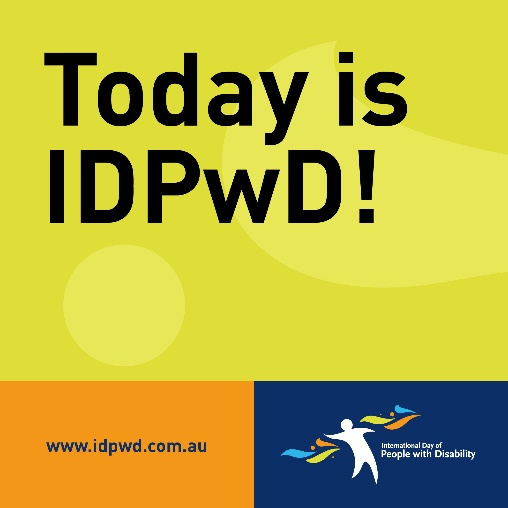 Today is
IDPwD!
www.idpwd.com.au
International Day of
People with Disability